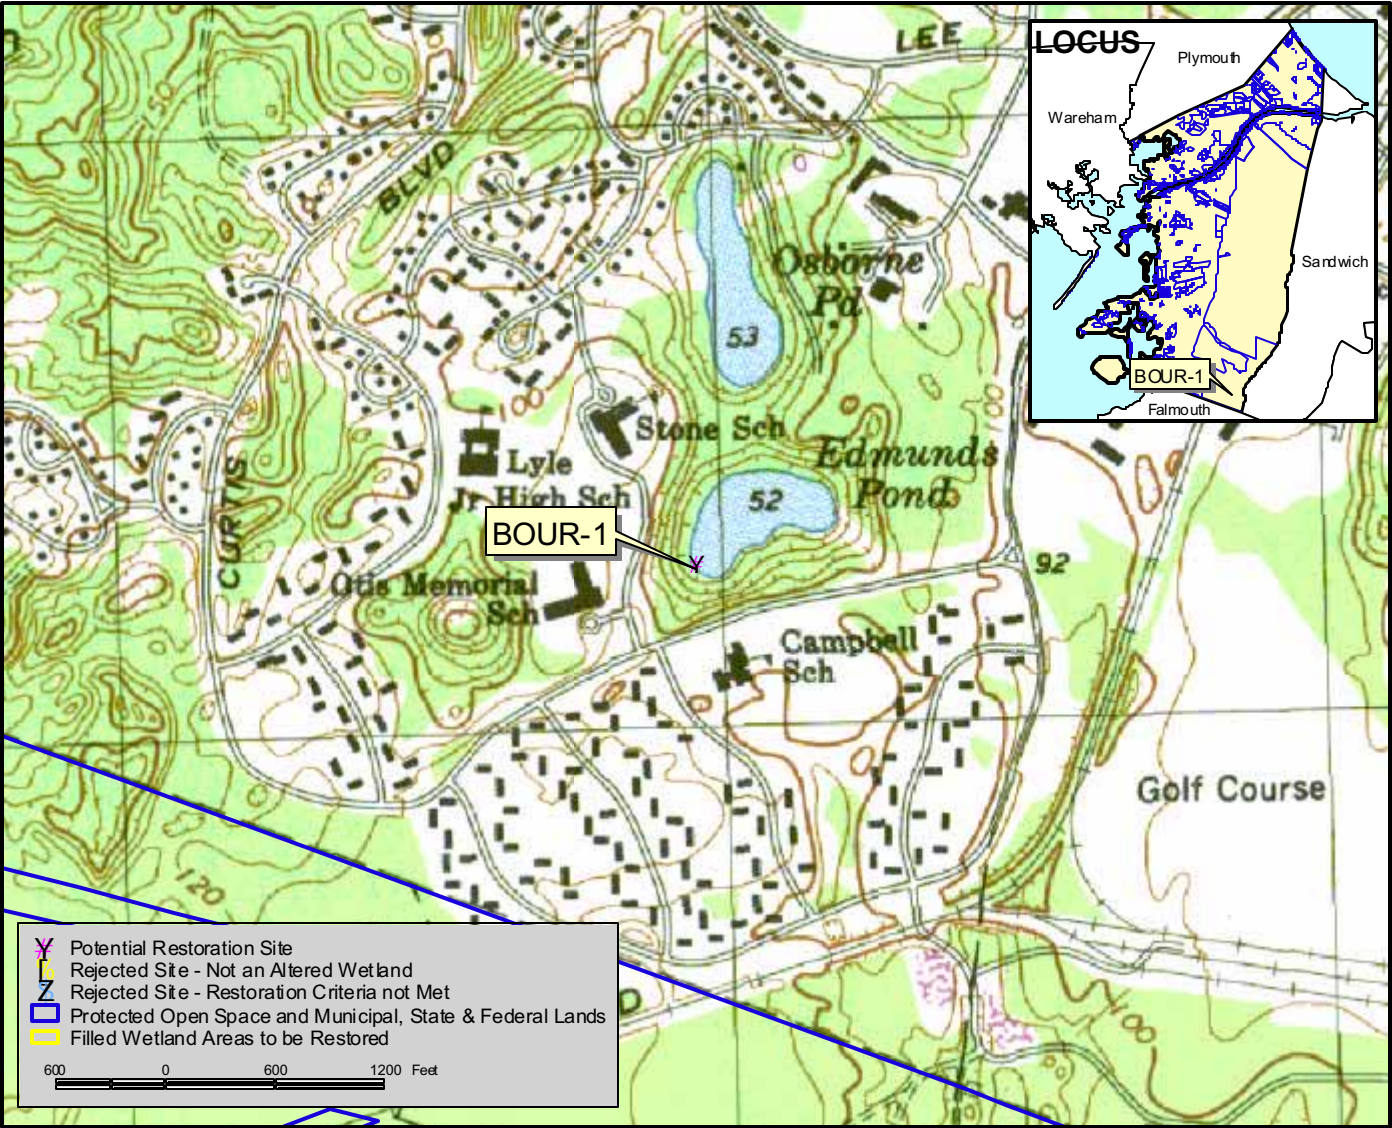 LEE
50
BLVD
Osborne
Pd
53
100
Stone Sch
Lyle
Jr High Sch
Edmunds
Pond
52
100
BOUR-1
CURTIS
Otis Memorial
Sch
92
Campbell
Sch
Golf Course
120
100
LOCUS
Plymouth
Wareham
Sandwich
BOUR-1
Falmouth
Potential Restoration Site
Rejected Site - Not an Altered Wetland
Rejected Site - Restoration Criteria not Met
Protected Open Space and Municipal, State & Federal Lands
Filled Wetland Areas to be Restored
600 0 600 1200 Feet